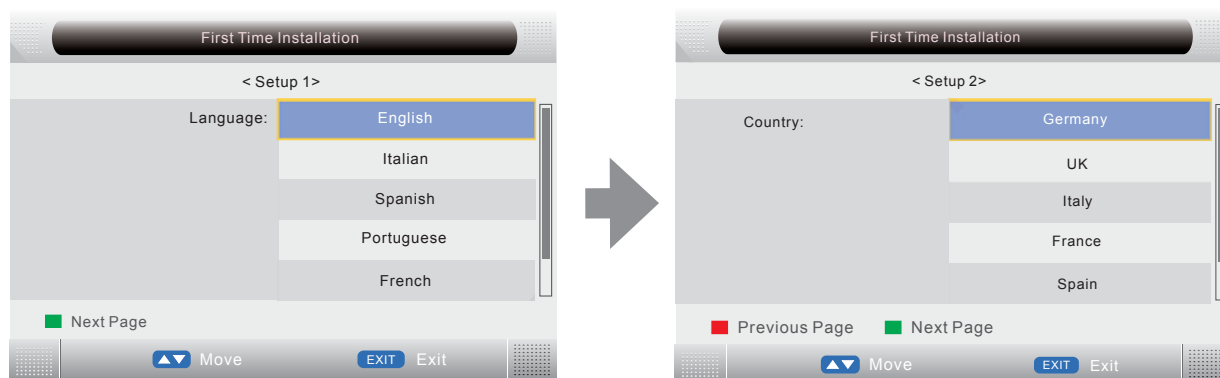 First Time Installation
< Setup 1>
Language:
English
Italian
Spanish
Portuguese
French
Next Page
Move
EXIT Exit
First Time Installation
< Setup 2>
Country:
Germany
UK
Italy
France
Spain
Previous Page Next Page
Move
EXIT Exit